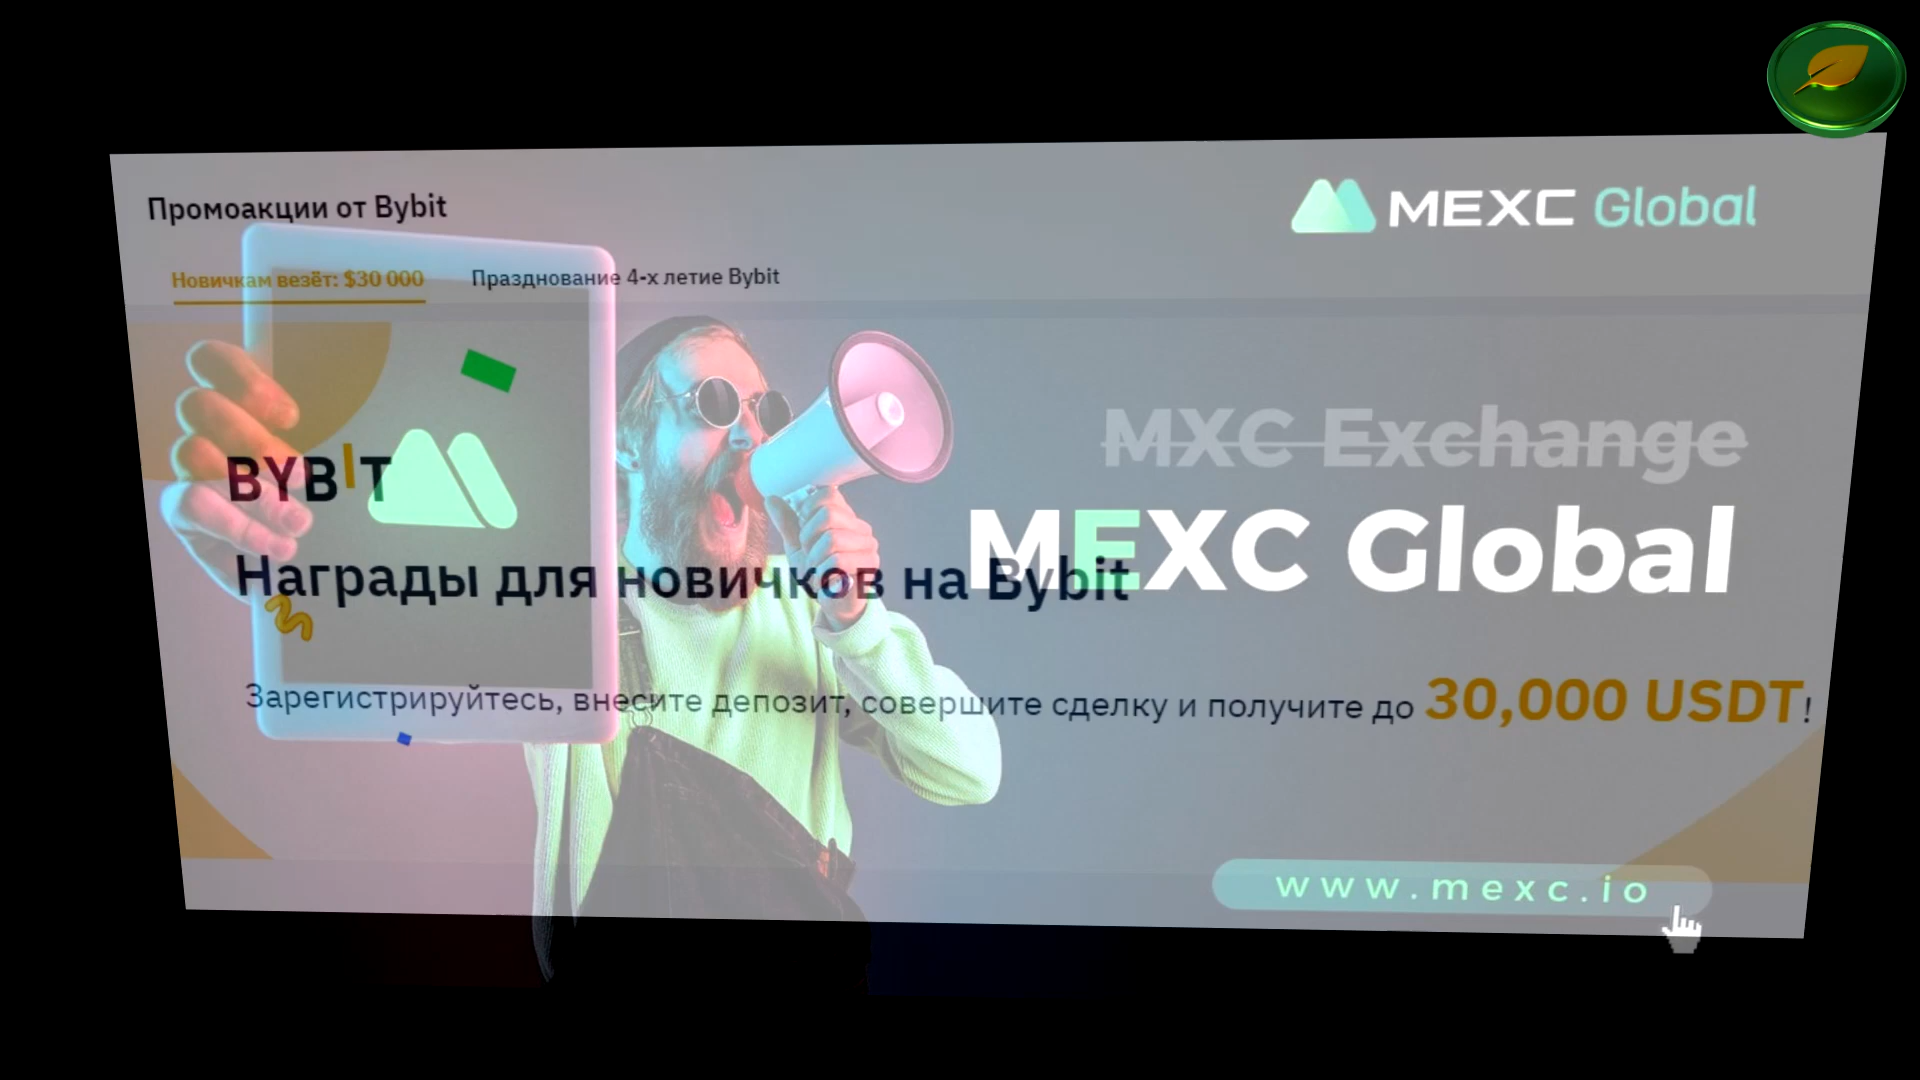 Промоакции от Bybit
MEXC Global
Новичкам везёт: $30 000
Празднование 4-х летие Bybit
MXC Exchange
BYBIT
MEXC Global
Награды для новичков на Bybit
Зарегистрируйтесь, внесите депозит, совершите сделку и получите до 30,000 USDT!
www.mexc.io